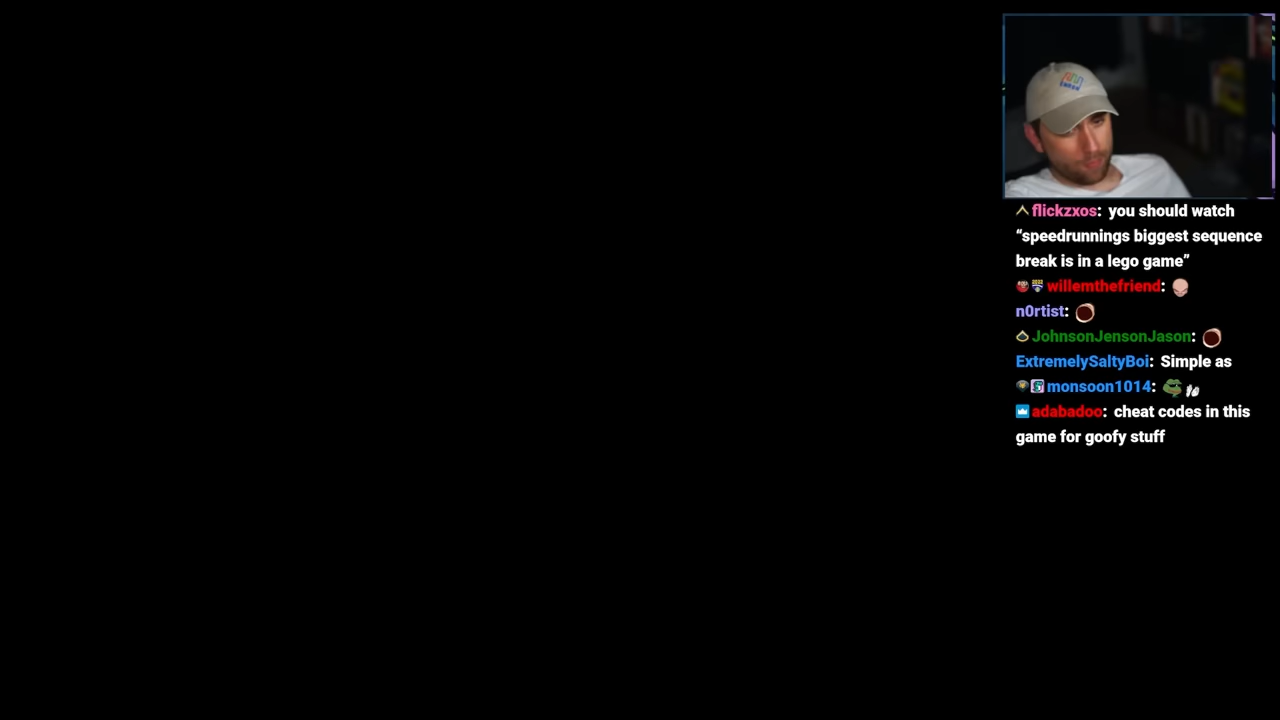 ENRON
flickzxos: you should watch
“speedrunnings biggest sequence
break is in a lego game”
willemthefriend:
n0rtist:
JohnsonJensonJason:
ExtremelySaltyBoi: Simple as
monsoon1014:
adabadoo: cheat codes in this
game for goofy stuff